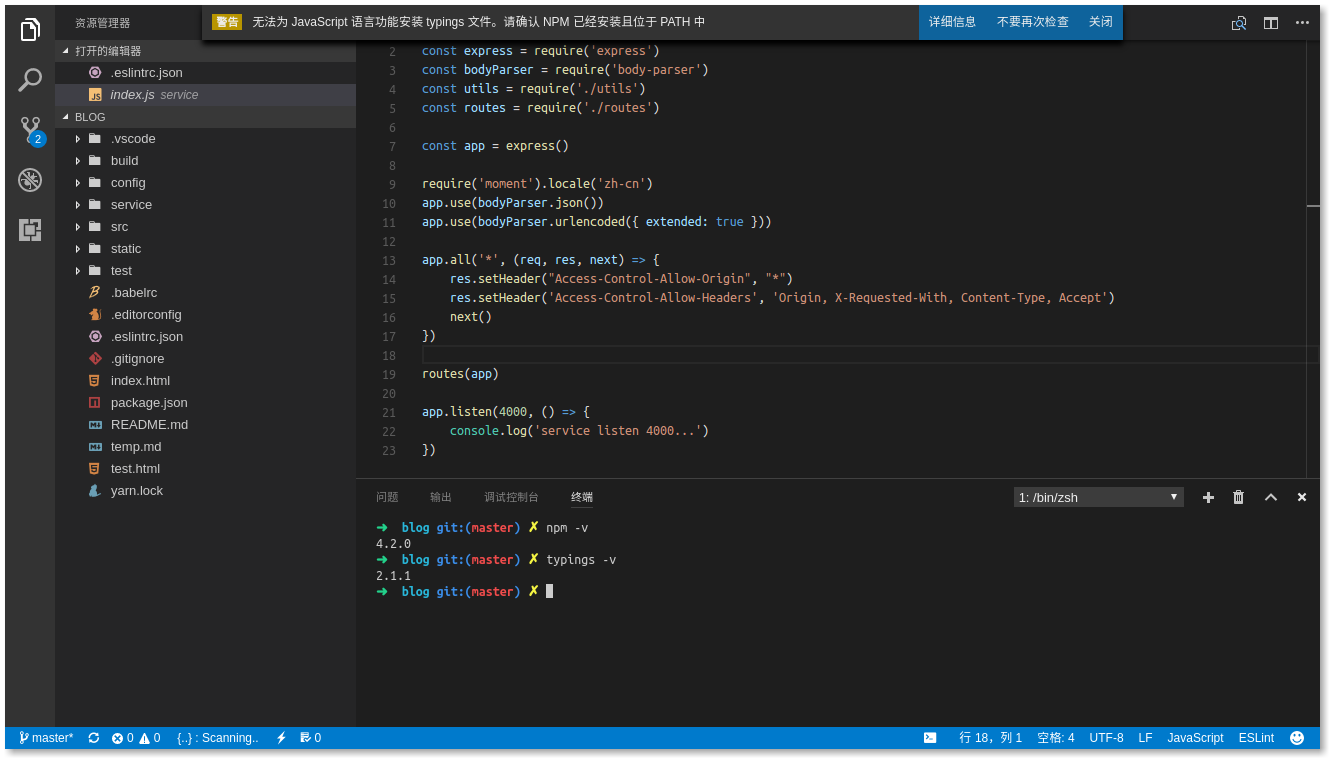 资源管理器
警告 无法为 JavaScript 语言功能安装 typings 文件。请确认 NPM 已经安装且位于 PATH 中 详细信息 不要再次检查 关闭
打开的编辑器
.eslintrc.json
index.js service
BLOG
.vscode
build
config
service
src
static
test
.babelrc
.editorconfig
.eslintrc.json
.gitignore
index.html
package.json
README.md
temp.md
test.html
yarn.lock
2
2 const express = require('express')
3 const bodyParser = require('body-parser')
4 const utils = require('./utils')
5 const routes = require('./routes')
6
7 const app = express()
8
9 require('moment').locale('zh-cn')
10 app.use(bodyParser.json())
11 app.use(bodyParser.urlencoded({ extended: true }))
12
13 app.all('*', (req, res, next) => {
14 res.setHeader("Access-Control-Allow-Origin", "*")
15 res.setHeader('Access-Control-Allow-Headers', 'Origin, X-Requested-With, Content-Type, Accept')
16 next()
17 })
18
19 routes(app)
20
21 app.listen(4000, () => {
22 console.log('service listen 4000...')
23 })
问题 输出 调试控制台 终端 1: /bin/zsh
➜ blog git:(master) ✗ npm -v
4.2.0
➜ blog git:(master) ✗ typings -v
2.1.1
➜ blog git:(master) ✗
master* 0 0 {..} : Scanning.. 0 行 18，列 1 空格: 4 UTF-8 LF JavaScript ESLint